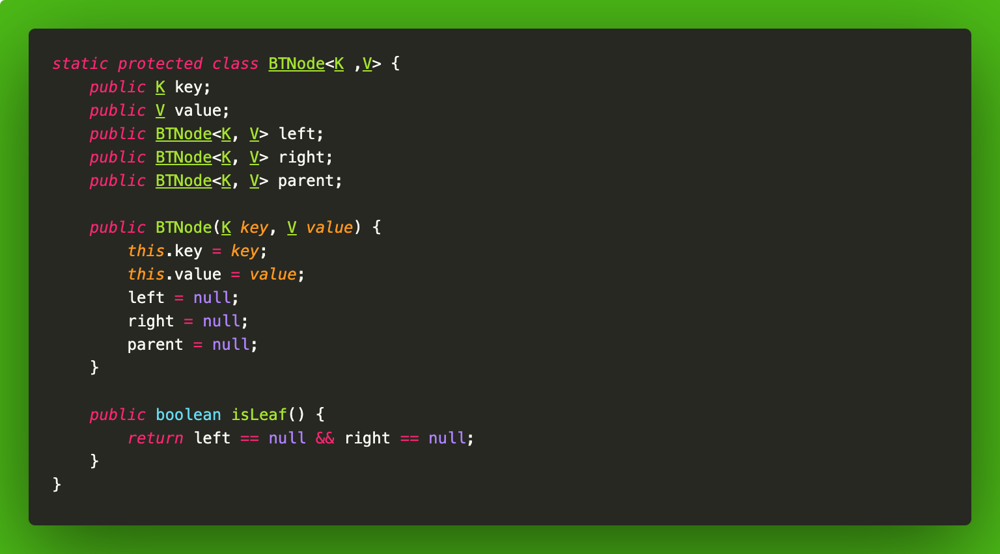 static protected class BTNode<K ,V> {
    public K key;
    public V value;
    public BTNode<K, V> left;
    public BTNode<K, V> right;
    public BTNode<K, V> parent;

    public BTNode(K key, V value) {
        this.key = key;
        this.value = value;
        left = null;
        right = null;
        parent = null;
    }

    public boolean isLeaf() {
        return left == null && right == null;
    }
}